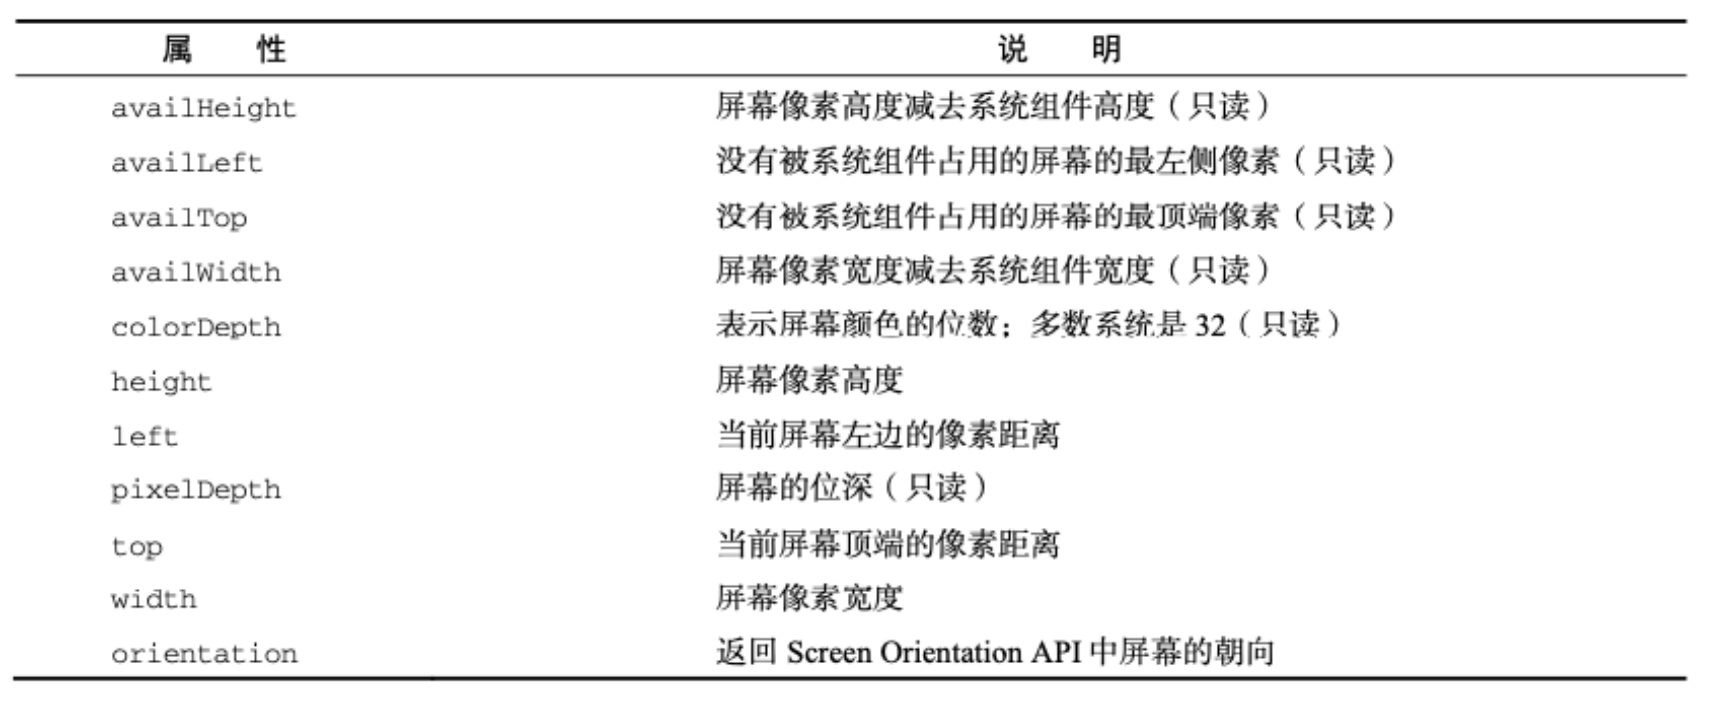 属 性 说 明
availHeight 屏幕像素高度减去系统组件高度（只读）
availLeft 没有被系统组件占用的屏幕的最左侧像素（只读）
availTop 没有被系统组件占用的屏幕的最顶端像素（只读）
availWidth 屏幕像素宽度减去系统组件宽度（只读）
colorDepth 表示屏幕颜色的位数；多数系统是 32（只读）
height 屏幕像素高度
left 当前屏幕左边的像素距离
pixelDepth 屏幕的位深（只读）
top 当前屏幕顶端的像素距离
width 屏幕像素宽度
orientation 返回 Screen Orientation API 中屏幕的朝向